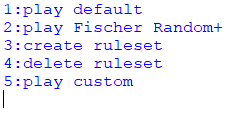 1:play default
2:play Fischer Random+
3:create ruleset
4:delete ruleset
5:play custom